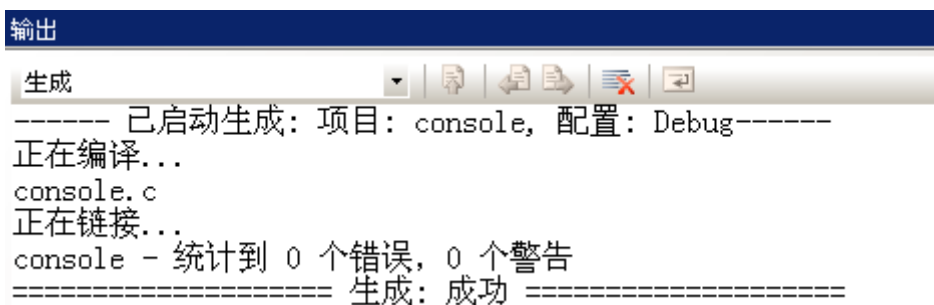 输出
生成
------ 已启动生成: 项目: console, 配置: Debug------
正在编译...
console.c
正在链接...
console - 统计到 0 个错误, 0 个警告
==================== 生成: 成功 ====================